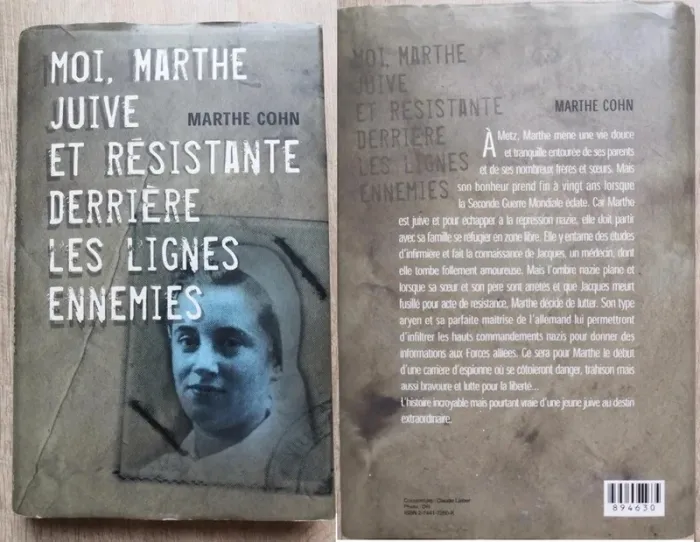 MOI, MARTHE
JUIVE
MARTHE COHN
ET RÉSISTANTE
DERRIÈRE
LES LIGNES
ENNEMIES
MOI, MARTHE
JUIVE
ET RÉSISTANTE
DERRIÈRE
LES LIGNES
ENNEMIES
MARTHE COHN
À Metz, Marthe mène une vie douce
et tranquille entourée de ses parents
et de ses nombreux frères et sœurs. Mais
son bonheur prend fin à vingt ans lorsque
la Seconde Guerre Mondiale éclate. Car Marthe
est juive et pour échapper à la répression nazie, elle doit partir
avec sa famille se réfugier en zone libre. Elle y entame des études
d'infirmière et fait la connaissance de Jacques, un médecin, dont
elle tombe follement amoureuse. Mais l'ombre nazie plane et
lorsque sa sœur et son père sont arrêtés et que Jacques meurt
fusillé pour acte de résistance, Marthe décide de lutter. Son type
aryen et sa parfaite maîtrise de l'allemand lui permettront
d'infiltrer les hauts commandements nazis pour donner des
informations aux Forces alliées. Ce sera pour Marthe le début
d'une carrière d'espionne où se côtoieront danger, trahison mais
aussi bravoure et lutte pour la liberté...
L'histoire incroyable mais pourtant vraie d'une jeune juive au destin
extraordinaire.
Couverture : Claude
Photo : DR
894630